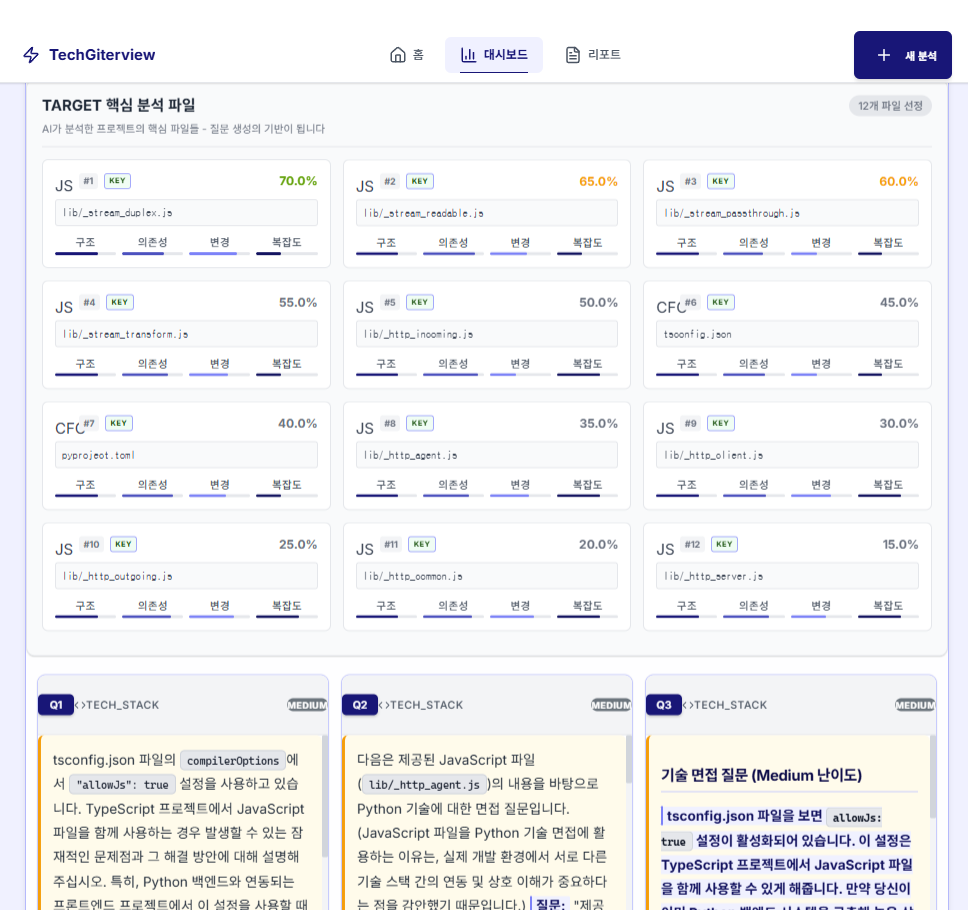 TechGiterview
홈
대시보드
리포트
+ 새 분석
TARGET 핵심 분석 파일
12개 파일 선정
AI가 분석한 프로젝트의 핵심 파일들 - 질문 생성의 기반이 됩니다
JS #1 KEY 70.0%
lib/_stream_duplex.js
구조 의존성 변경 복잡도
JS #2 KEY 65.0%
lib/_stream_readable.js
구조 의존성 변경 복잡도
JS #3 KEY 60.0%
lib/_stream_passthrough.js
구조 의존성 변경 복잡도
JS #4 KEY 55.0%
lib/_stream_transform.js
구조 의존성 변경 복잡도
JS #5 KEY 50.0%
lib/_http_incoming.js
구조 의존성 변경 복잡도
CFG #6 KEY 45.0%
tsconfig.json
구조 의존성 변경 복잡도
CFG #7 KEY 40.0%
pyproject.toml
구조 의존성 변경 복잡도
JS #8 KEY 35.0%
lib/_http_agent.js
구조 의존성 변경 복잡도
JS #9 KEY 30.0%
lib/_http_client.js
구조 의존성 변경 복잡도
JS #10 KEY 25.0%
lib/_http_outgoing.js
구조 의존성 변경 복잡도
JS #11 KEY 20.0%
lib/_http_common.js
구조 의존성 변경 복잡도
JS #12 KEY 15.0%
lib/_http_server.js
구조 의존성 변경 복잡도
Q1 <>TECH_STACK MEDIUM
tsconfig.json 파일의 compilerOptions 에
서 "allowJs": true 설정을 사용하고 있습
니다. TypeScript 프로젝트에서 JavaScript
파일을 함께 사용하는 경우 발생할 수 있는 잠
재적인 문제점과 그 해결 방안에 대해 설명해
주십시오. 특히, Python 백엔드와 연동되는
프론트엔드 프로젝트에서 이 설정을 사용할 때
Q2 <>TECH_STACK MEDIUM
다음은 제공된 JavaScript 파일
( lib/_http_agent.js )의 내용을 바탕으로
Python 기술에 대한 면접 질문입니다.
(JavaScript 파일을 Python 기술 면접에 활
용하는 이유는, 실제 개발 환경에서 서로 다른
기술 스택 간의 연동 및 상호 이해가 중요하다
는 점을 감안했기 때문입니다.) 질문: "제공
Q3 <>TECH_STACK MEDIUM
기술 면접 질문 (Medium 난이도)
tsconfig.json 파일을 보면 allowJs:
true 설정이 활성화되어 있습니다. 이 설정은
TypeScript 프로젝트에서 JavaScript 파일
을 함께 사용할 수 있게 해줍니다. 만약 당신이